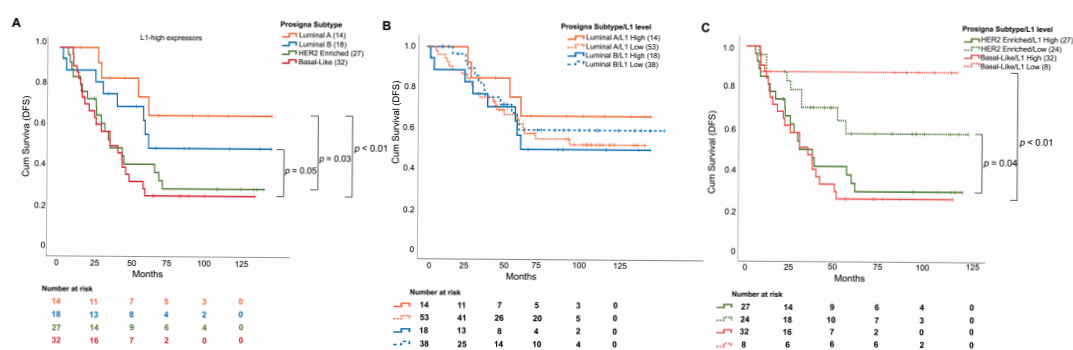 A
L1-high expressors
Prosigna Subtype
Luminal A (14)
Luminal B (18)
HER2 Enriched (27)
Basal-Like (32)
Cum Survival (DFS)
1.0
0.8
0.6
0.4
0.2
0
p = 0.05
p = 0.03
p < 0.01
0 25 50 75 100 125
Months
Number at risk
14 11 7 5 3 0
18 13 8 4 2 0
27 14 9 6 4 0
32 16 7 2 0 0
B
Prosigna Subtype/L1 level
Luminal A/L1 High (14)
Luminal A/L1 Low (53)
Luminal B/L1 High (18)
Luminal B/L1 Low (38)
Cum Survival (DFS)
1.0
0.8
0.6
0.4
0.2
0
0 25 50 75 100 125
Months
Number at risk
14 11 7 5 3 0
53 41 26 20 5 0
18 13 8 4 2 0
38 25 14 10 4 0
C
Prosigna Subtype/L1 level
HER2 Enriched/L1 High (27)
HER2 Enriched/Low (24)
Basal-Like/L1 High (32)
Basal-Like/L1 Low (8)
Cum Survival (DFS)
1.0
0.8
0.6
0.4
0.2
0
p = 0.04
p < 0.01
0 25 50 75 100 125
Months
Number at risk
27 14 9 6 4 0
24 18 10 7 3 0
32 16 7 2 0 0
8 6 6 6 2 0